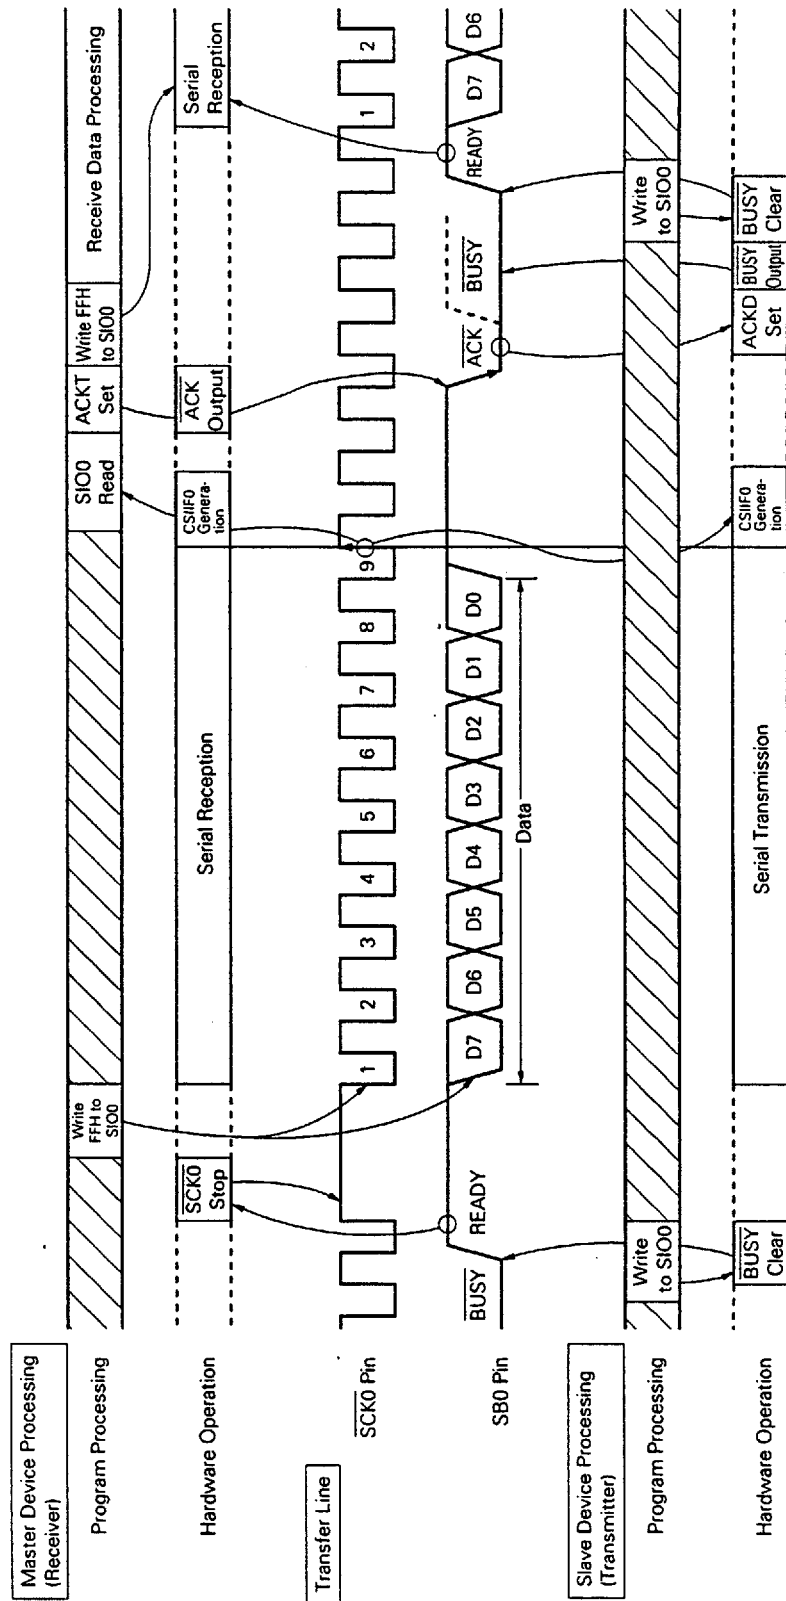 Master Device Processing
(Receiver)
Program Processing
Write
FFH to
SIO0
SIO0
Read
ACKT
Set
Write FFH
to SIO0
Receive Data Processing
Hardware Operation
SCK0
Stop
Serial Reception
CSIIF0
Genera-
tion
ACK
Output
Serial
Reception
Transfer Line
SCK0 Pin
1 2 3 4 5 6 7 8 9 1 2
SB0 Pin
BUSY READY D7 D6 D5 D4 D3 D2 D1 D0 ACK BUSY READY D7 D6
Data
Slave Device Processing
(Transmitter)
Program Processing
Write
to SIO0
Write
to SIO0
Hardware Operation
BUSY
Clear
Serial Transmission
CSIIF0
Genera-
tion
ACKD
Set
BUSY
Output
BUSY
Clear